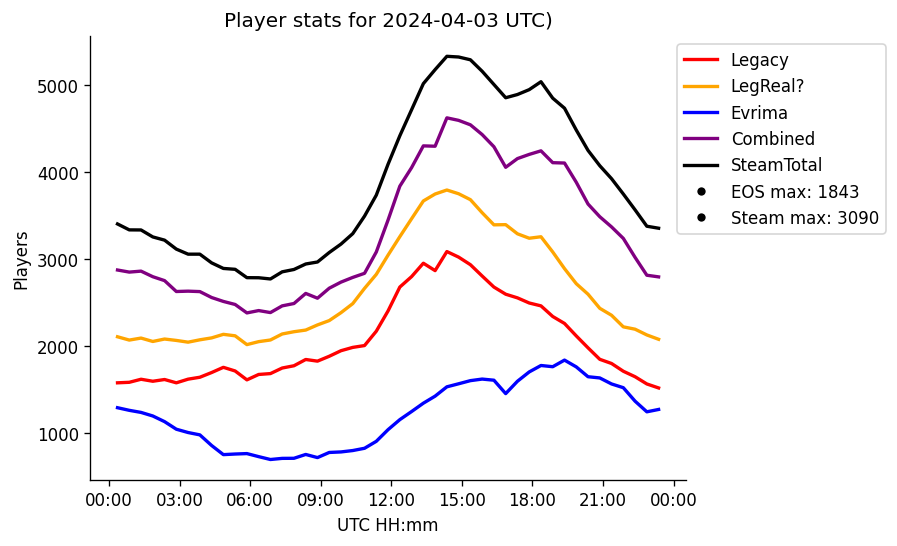 Player stats for 2024-04-03 UTC)
Legacy
LegReal?
Evrima
Combined
SteamTotal
EOS max: 1843
Steam max: 3090
Players
5000
4000
3000
2000
1000
00:00 03:00 06:00 09:00 12:00 15:00 18:00 21:00 00:00
UTC HH:mm